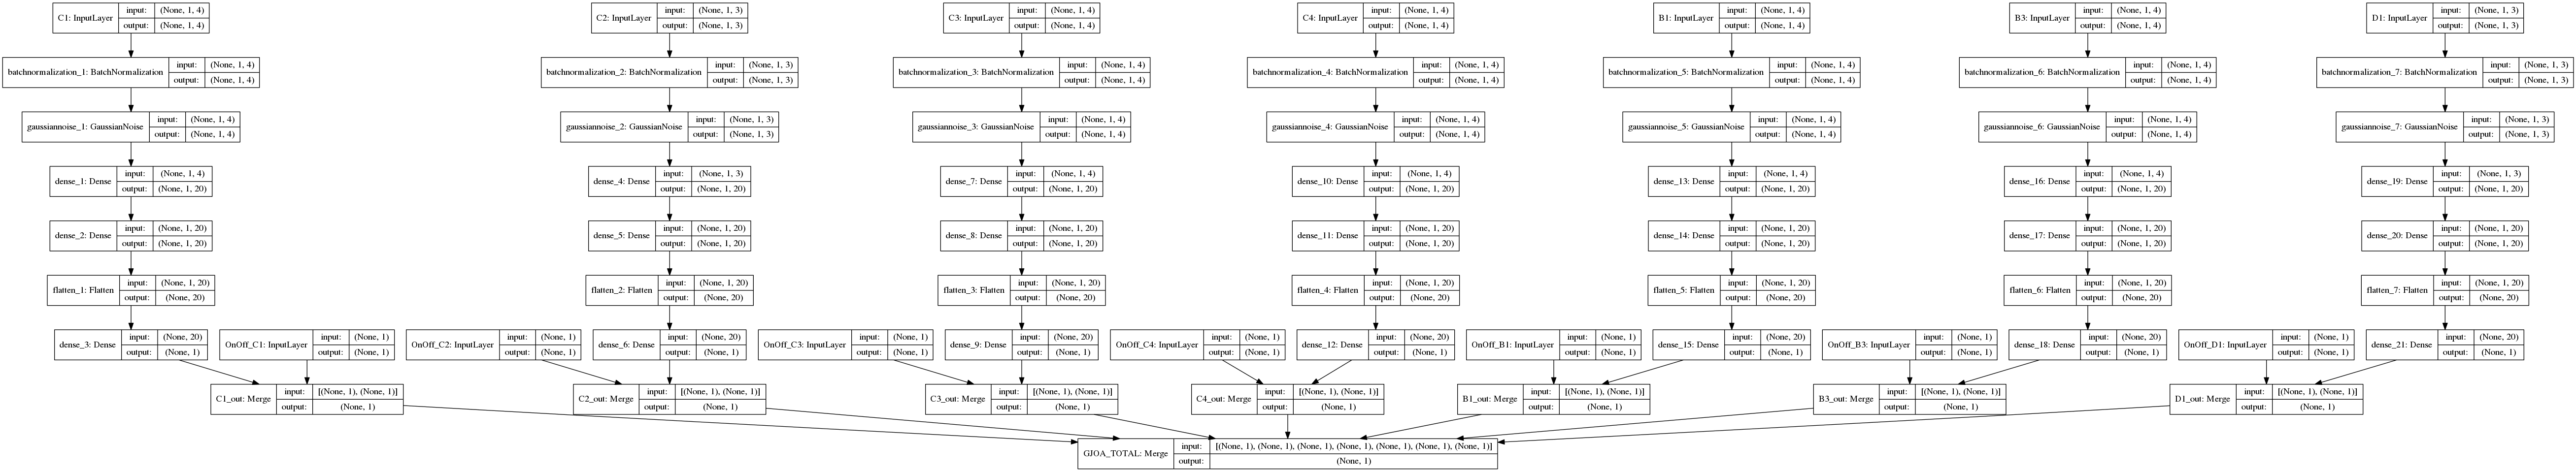 C1: InputLayer input: (None, 1, 4) output: (None, 1, 4)
C2: InputLayer input: (None, 1, 3) output: (None, 1, 3)
C3: InputLayer input: (None, 1, 4) output: (None, 1, 4)
C4: InputLayer input: (None, 1, 4) output: (None, 1, 4)
B1: InputLayer input: (None, 1, 4) output: (None, 1, 4)
B3: InputLayer input: (None, 1, 4) output: (None, 1, 4)
D1: InputLayer input: (None, 1, 3) output: (None, 1, 3)
batchnormalization_1: BatchNormalization input: (None, 1, 4) output: (None, 1, 4)
batchnormalization_2: BatchNormalization input: (None, 1, 3) output: (None, 1, 3)
batchnormalization_3: BatchNormalization input: (None, 1, 4) output: (None, 1, 4)
batchnormalization_4: BatchNormalization input: (None, 1, 4) output: (None, 1, 4)
batchnormalization_5: BatchNormalization input: (None, 1, 4) output: (None, 1, 4)
batchnormalization_6: BatchNormalization input: (None, 1, 4) output: (None, 1, 4)
batchnormalization_7: BatchNormalization input: (None, 1, 3) output: (None, 1, 3)
gaussiannoise_1: GaussianNoise input: (None, 1, 4) output: (None, 1, 4)
gaussiannoise_2: GaussianNoise input: (None, 1, 3) output: (None, 1, 3)
gaussiannoise_3: GaussianNoise input: (None, 1, 4) output: (None, 1, 4)
gaussiannoise_4: GaussianNoise input: (None, 1, 4) output: (None, 1, 4)
gaussiannoise_5: GaussianNoise input: (None, 1, 4) output: (None, 1, 4)
gaussiannoise_6: GaussianNoise input: (None, 1, 4) output: (None, 1, 4)
gaussiannoise_7: GaussianNoise input: (None, 1, 3) output: (None, 1, 3)
dense_1: Dense input: (None, 1, 4) output: (None, 1, 20)
dense_4: Dense input: (None, 1, 3) output: (None, 1, 20)
dense_7: Dense input: (None, 1, 4) output: (None, 1, 20)
dense_10: Dense input: (None, 1, 4) output: (None, 1, 20)
dense_13: Dense input: (None, 1, 4) output: (None, 1, 20)
dense_16: Dense input: (None, 1, 4) output: (None, 1, 20)
dense_19: Dense input: (None, 1, 3) output: (None, 1, 20)
dense_2: Dense input: (None, 1, 20) output: (None, 1, 20)
dense_5: Dense input: (None, 1, 20) output: (None, 1, 20)
dense_8: Dense input: (None, 1, 20) output: (None, 1, 20)
dense_11: Dense input: (None, 1, 20) output: (None, 1, 20)
dense_14: Dense input: (None, 1, 20) output: (None, 1, 20)
dense_17: Dense input: (None, 1, 20) output: (None, 1, 20)
dense_20: Dense input: (None, 1, 20) output: (None, 1, 20)
flatten_1: Flatten input: (None, 1, 20) output: (None, 20)
flatten_2: Flatten input: (None, 1, 20) output: (None, 20)
flatten_3: Flatten input: (None, 1, 20) output: (None, 20)
flatten_4: Flatten input: (None, 1, 20) output: (None, 20)
flatten_5: Flatten input: (None, 1, 20) output: (None, 20)
flatten_6: Flatten input: (None, 1, 20) output: (None, 20)
flatten_7: Flatten input: (None, 1, 20) output: (None, 20)
dense_3: Dense input: (None, 20) output: (None, 1)
OnOff_C1: InputLayer input: (None, 1) output: (None, 1)
OnOff_C2: InputLayer input: (None, 1) output: (None, 1)
dense_6: Dense input: (None, 20) output: (None, 1)
OnOff_C3: InputLayer input: (None, 1) output: (None, 1)
dense_9: Dense input: (None, 20) output: (None, 1)
OnOff_C4: InputLayer input: (None, 1) output: (None, 1)
dense_12: Dense input: (None, 20) output: (None, 1)
OnOff_B1: InputLayer input: (None, 1) output: (None, 1)
dense_15: Dense input: (None, 20) output: (None, 1)
OnOff_B3: InputLayer input: (None, 1) output: (None, 1)
dense_18: Dense input: (None, 20) output: (None, 1)
OnOff_D1: InputLayer input: (None, 1) output: (None, 1)
dense_21: Dense input: (None, 20) output: (None, 1)
C1_out: Merge input: [(None, 1), (None, 1)] output: (None, 1)
C2_out: Merge input: [(None, 1), (None, 1)] output: (None, 1)
C3_out: Merge input: [(None, 1), (None, 1)] output: (None, 1)
C4_out: Merge input: [(None, 1), (None, 1)] output: (None, 1)
B1_out: Merge input: [(None, 1), (None, 1)] output: (None, 1)
B3_out: Merge input: [(None, 1), (None, 1)] output: (None, 1)
D1_out: Merge input: [(None, 1), (None, 1)] output: (None, 1)
GJOA_TOTAL: Merge input: [(None, 1), (None, 1), (None, 1), (None, 1), (None, 1), (None, 1), (None, 1)] output: (None, 1)